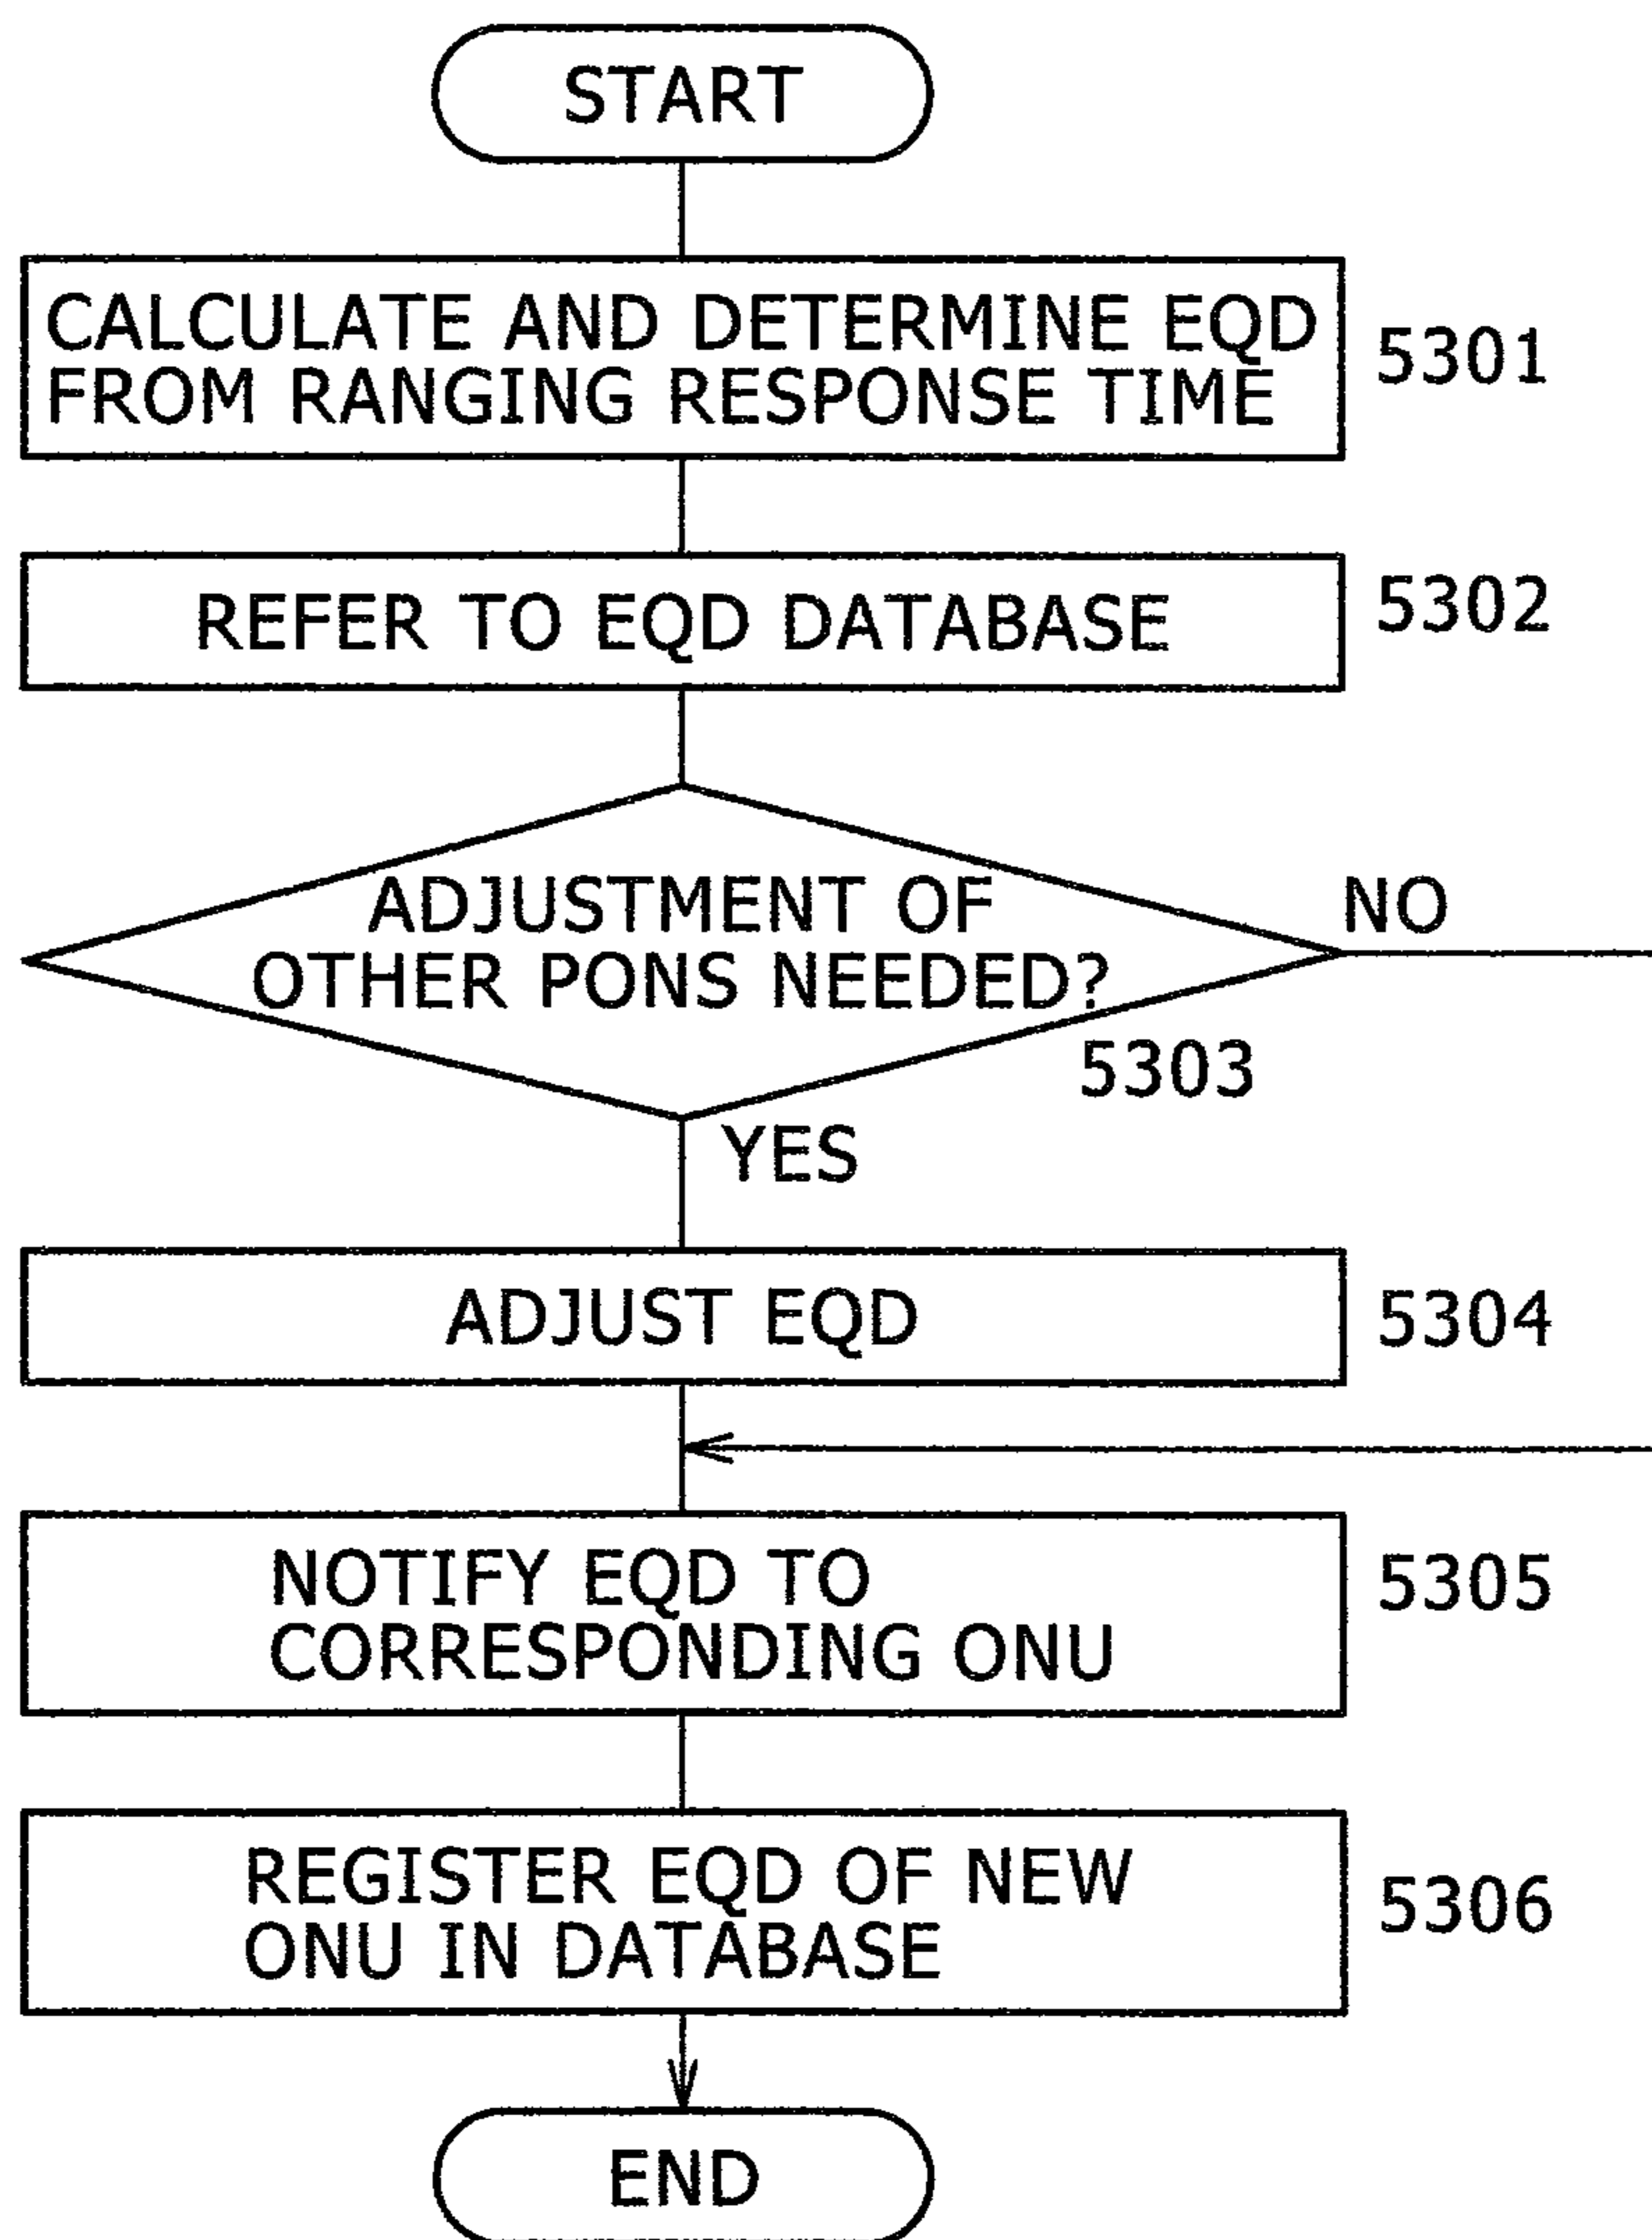 START
CALCULATE AND DETERMINE EQD
FROM RANGING RESPONSE TIME
5301
REFER TO EQD DATABASE
5302
ADJUSTMENT OF
OTHER PONS NEEDED?
NO
5303
YES
ADJUST EQD
5304
NOTIFY EQD TO
CORRESPONDING ONU
5305
REGISTER EQD OF NEW
ONU IN DATABASE
5306
END